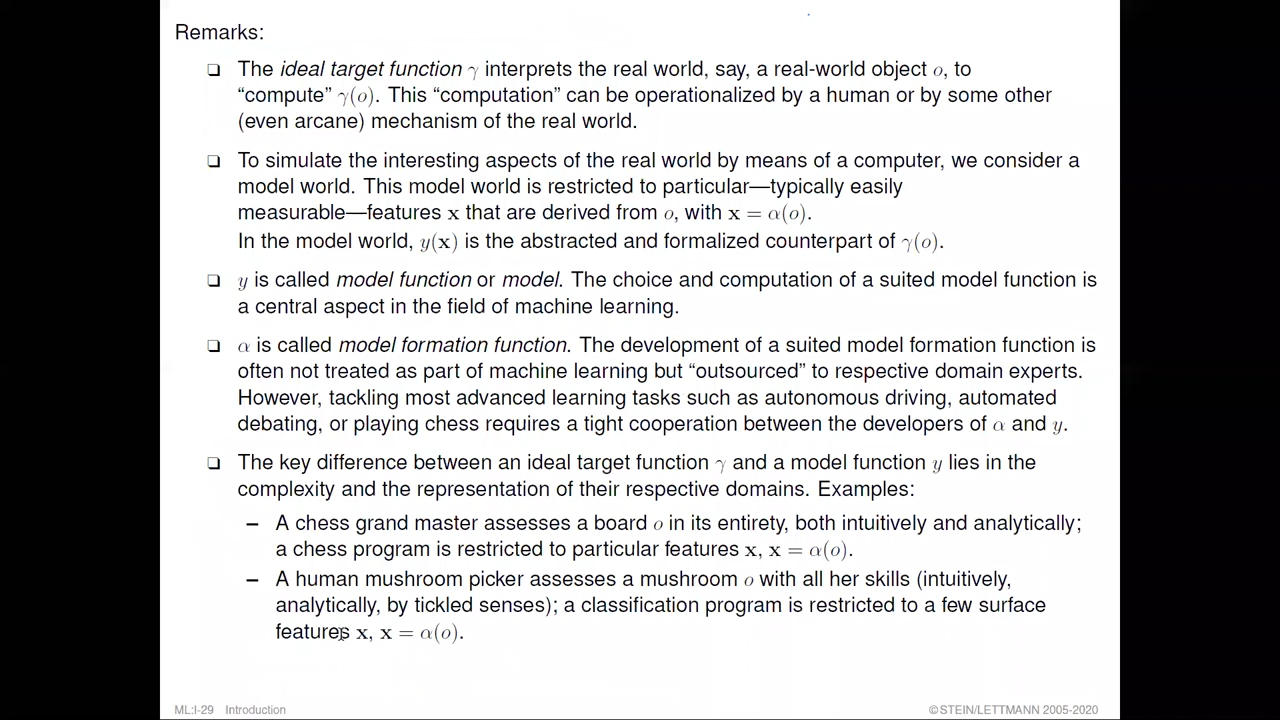 Remarks:
❑ The ideal target function γ interprets the real world, say, a real-world object o, to
“compute” γ(o). This “computation” can be operationalized by a human or by some other
(even arcane) mechanism of the real world.
❑ To simulate the interesting aspects of the real world by means of a computer, we consider a
model world. This model world is restricted to particular—typically easily
measurable—features x that are derived from o, with x = α(o).
In the model world, y(x) is the abstracted and formalized counterpart of γ(o).
❑ y is called model function or model. The choice and computation of a suited model function is
a central aspect in the field of machine learning.
❑ α is called model formation function. The development of a suited model formation function is
often not treated as part of machine learning but “outsourced” to respective domain experts.
However, tackling most advanced learning tasks such as autonomous driving, automated
debating, or playing chess requires a tight cooperation between the developers of α and y.
❑ The key difference between an ideal target function γ and a model function y lies in the
complexity and the representation of their respective domains. Examples:
– A chess grand master assesses a board o in its entirety, both intuitively and analytically;
a chess program is restricted to particular features x, x = α(o).
– A human mushroom picker assesses a mushroom o with all her skills (intuitively,
analytically, by tickled senses); a classification program is restricted to a few surface
features x, x = α(o).
ML:I-29 Introduction ©STEIN/LETTMANN 2005-2020